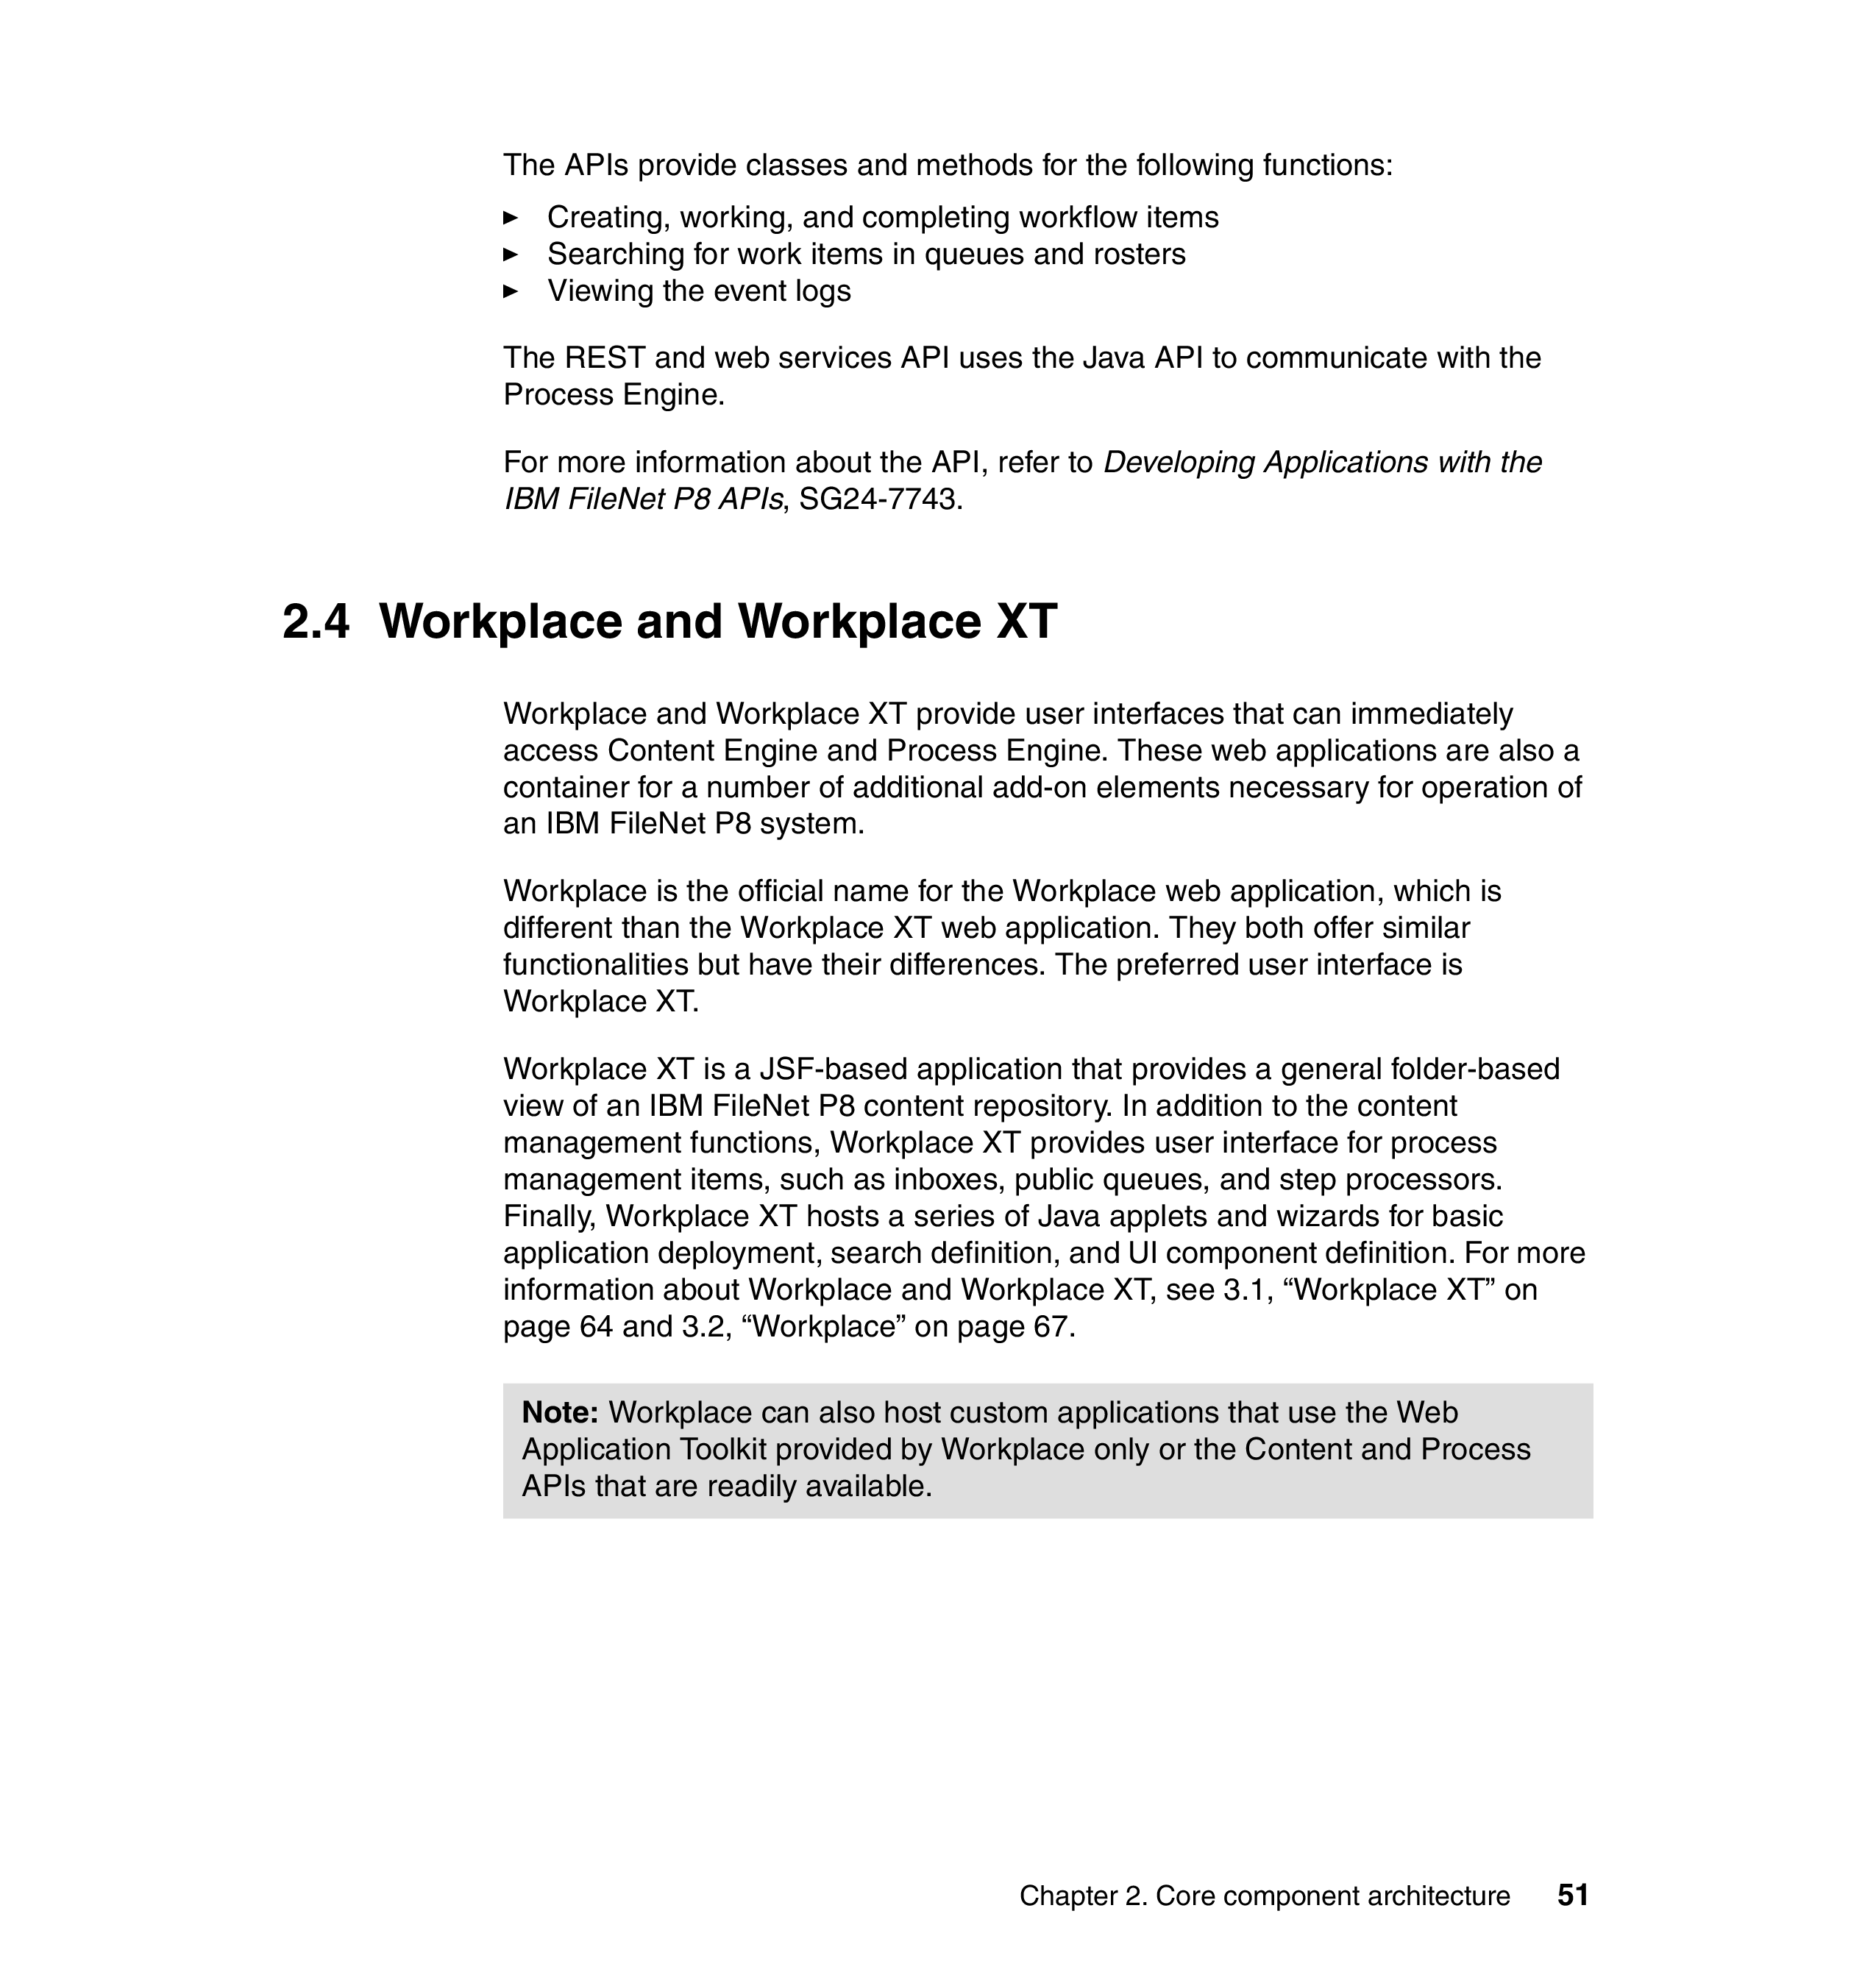 The APIs provide classes and methods for the following functions:
► Creating, working, and completing workflow items
► Searching for work items in queues and rosters
► Viewing the event logs
The REST and web services API uses the Java API to communicate with the
Process Engine.
For more information about the API, refer to Developing Applications with the
IBM FileNet P8 APIs, SG24-7743.
2.4 Workplace and Workplace XT
Workplace and Workplace XT provide user interfaces that can immediately
access Content Engine and Process Engine. These web applications are also a
container for a number of additional add-on elements necessary for operation of
an IBM FileNet P8 system.
Workplace is the official name for the Workplace web application, which is
different than the Workplace XT web application. They both offer similar
functionalities but have their differences. The preferred user interface is
Workplace XT.
Workplace XT is a JSF-based application that provides a general folder-based
view of an IBM FileNet P8 content repository. In addition to the content
management functions, Workplace XT provides user interface for process
management items, such as inboxes, public queues, and step processors.
Finally, Workplace XT hosts a series of Java applets and wizards for basic
application deployment, search definition, and UI component definition. For more
information about Workplace and Workplace XT, see 3.1, “Workplace XT” on
page 64 and 3.2, “Workplace” on page 67.
Note: Workplace can also host custom applications that use the Web
Application Toolkit provided by Workplace only or the Content and Process
APIs that are readily available.
Chapter 2. Core component architecture 51